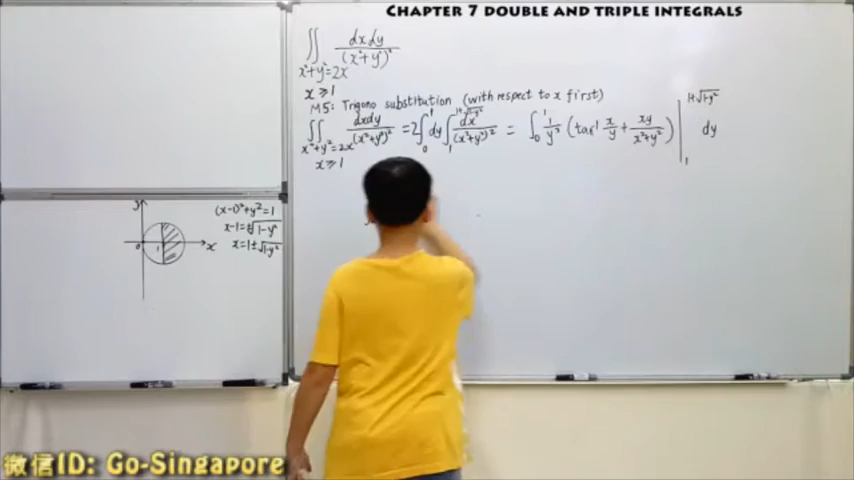 CHAPTER 7 DOUBLE AND TRIPLE INTEGRALS
∬ dxdy/(x²+y²)²
x²+y²=2x
x≥1
M5: Trigono substitution (with respect to x first)
∬ dxdy/(x²+y²)² = 2∫₀¹ dy ∫₁^(1+√(1-y²)) dx/(x²+y²)² = ∫₀¹ 1/y³ (tan⁻¹ x/y + xy/(x²+y²)) |₁^(1+√(1-y²)) dy
x²+y²=2x
x≥1
y
0 1 x
(x-1)²+y²=1
x-1=±√(1-y²)
x=1±√(1-y²)
微信ID: Go-Singapore